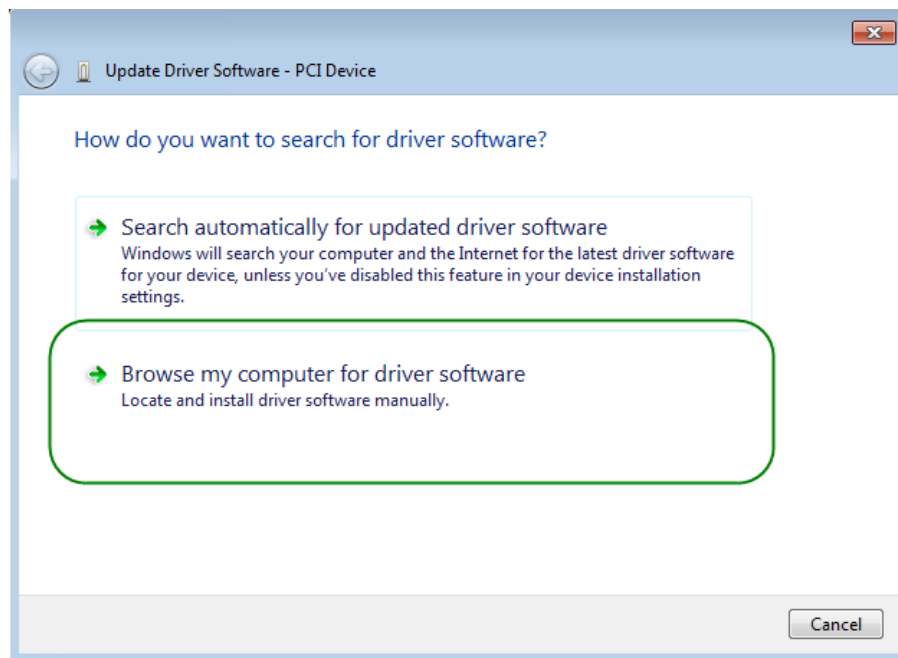 Update Driver Software - PCI Device
How do you want to search for driver software?
Search automatically for updated driver software
Windows will search your computer and the Internet for the latest driver software
for your device, unless you've disabled this feature in your device installation
settings.
Browse my computer for driver software
Locate and install driver software manually.
Cancel